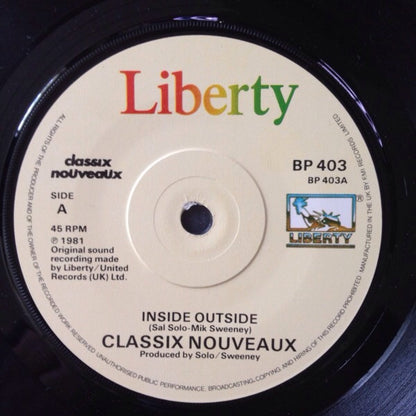 Liberty
classix
nouveaux
BP 403
BP 403A
SIDE
A
45 RPM
℗ 1981
Original sound
recording made
by Liberty/United
Records (UK) Ltd.
®
LIBERTY
INSIDE OUTSIDE
(Sal Solo-Mik Sweeney)
CLASSIX NOUVEAUX
Produced by Solo/Sweeney
ALL RIGHTS OF THE PRODUCER AND OF THE OWNER OF THE RECORDED WORK RESERVED. UNAUTHORISED PUBLIC PERFORMANCE, BROADCASTING, COPYING, AND HIRING OF THIS RECORD PROHIBITED. MANUFACTURED IN THE UK BY EMI RECORDS LIMITED